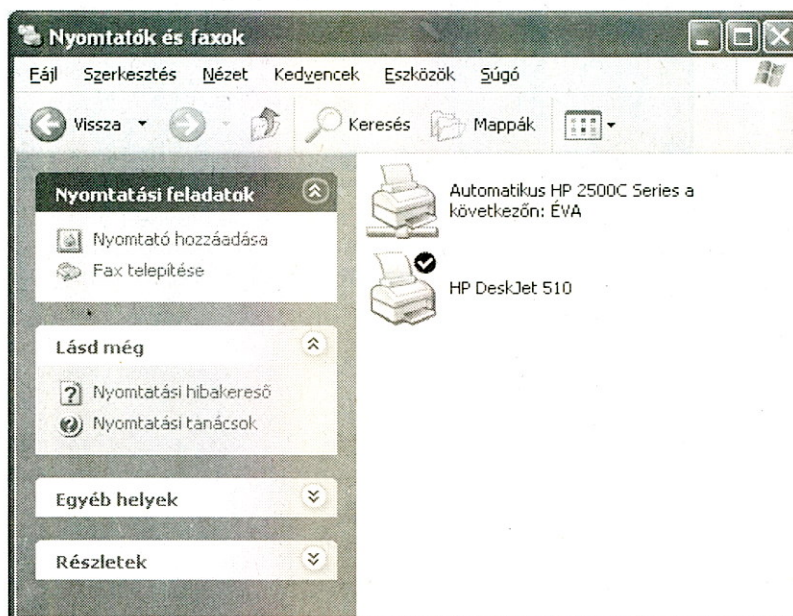 Nyomtatók és faxok
Fájl Szerkesztés Nézet Kedvencek Eszközök Súgó
Vissza Keresés Mappák
Nyomtatási feladatok
Nyomtató hozzáadása
Fax telepítése
Lásd még
Nyomtatási hibakereső
Nyomtatási tanácsok
Egyéb helyek
Részletek
Automatikus HP 2500C Series a
következőn: ÉVA
HP DeskJet 510